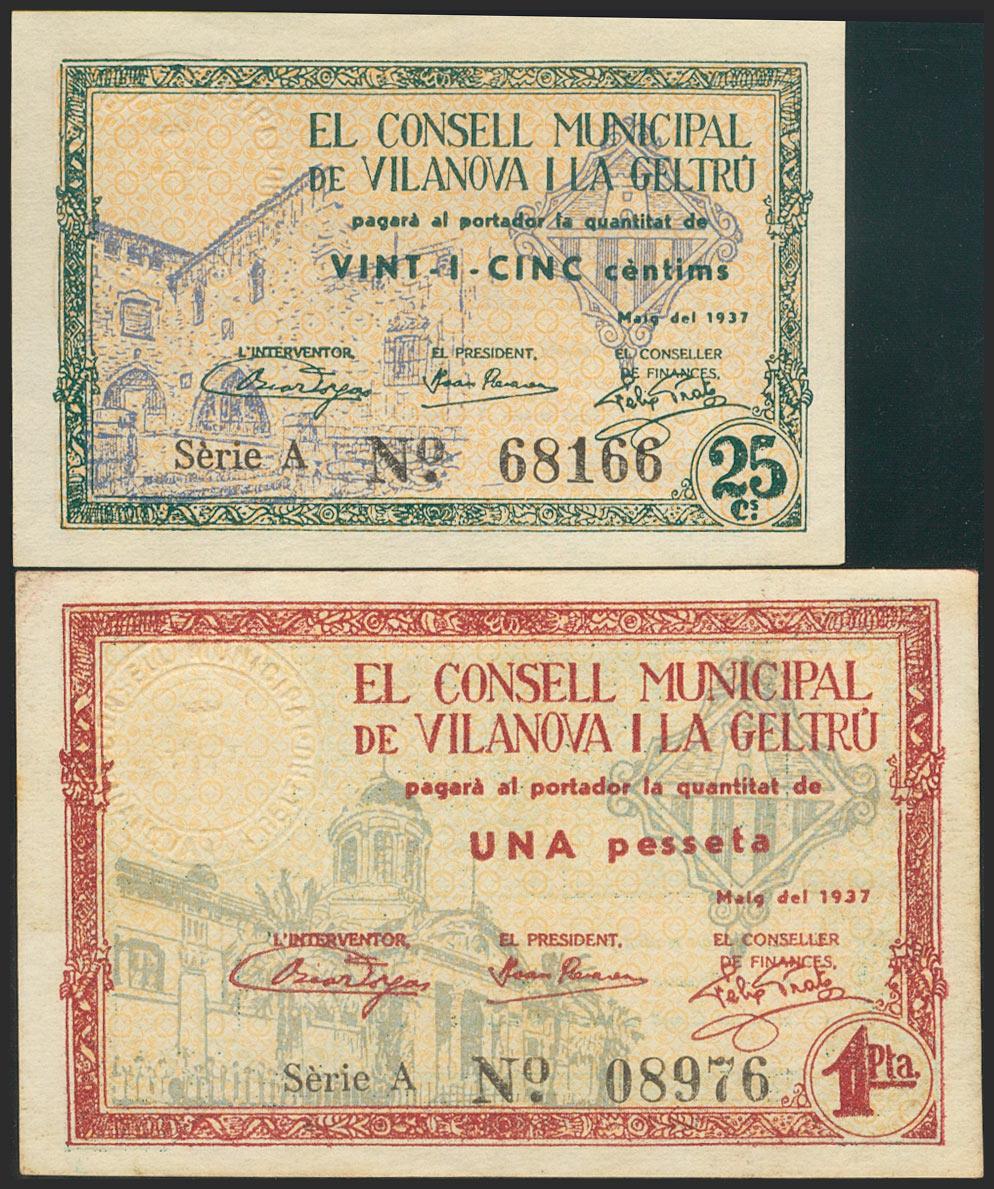 EL CONSELL MUNICIPAL
DE VILANOVA I LA GELTRÚ
pagarà al portador la quantitat de
VINT-I-CINC cèntims
Maig del 1937
L'INTERVENTOR, EL PRESIDENT, EL CONSELLER
DE FINANCES,
Sèrie A Nº. 68166
25
Cs.
EL CONSELL MUNICIPAL
DE VILANOVA I LA GELTRÚ
pagarà al portador la quantitat de
UNA pesseta
Maig del 1937
L'INTERVENTOR, EL PRESIDENT, EL CONSELLER
DE FINANCES,
Sèrie A Nº. 08976
1 Pta.